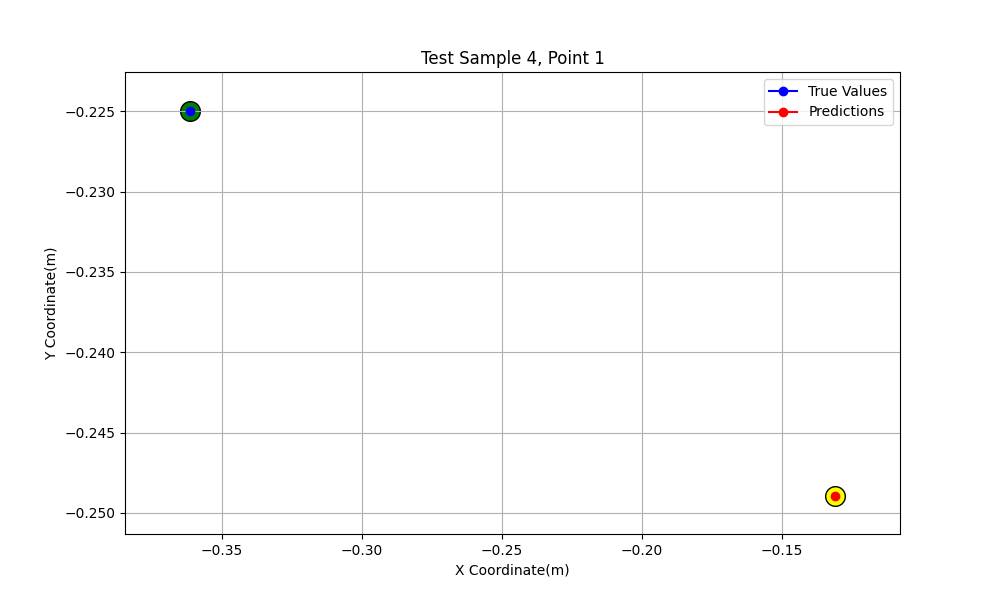 Test Sample 4, Point 1
True Values
Predictions
−0.225
−0.230
−0.235
−0.240
−0.245
−0.250
Y Coordinate(m)
−0.35
−0.30
−0.25
−0.20
−0.15
X Coordinate(m)